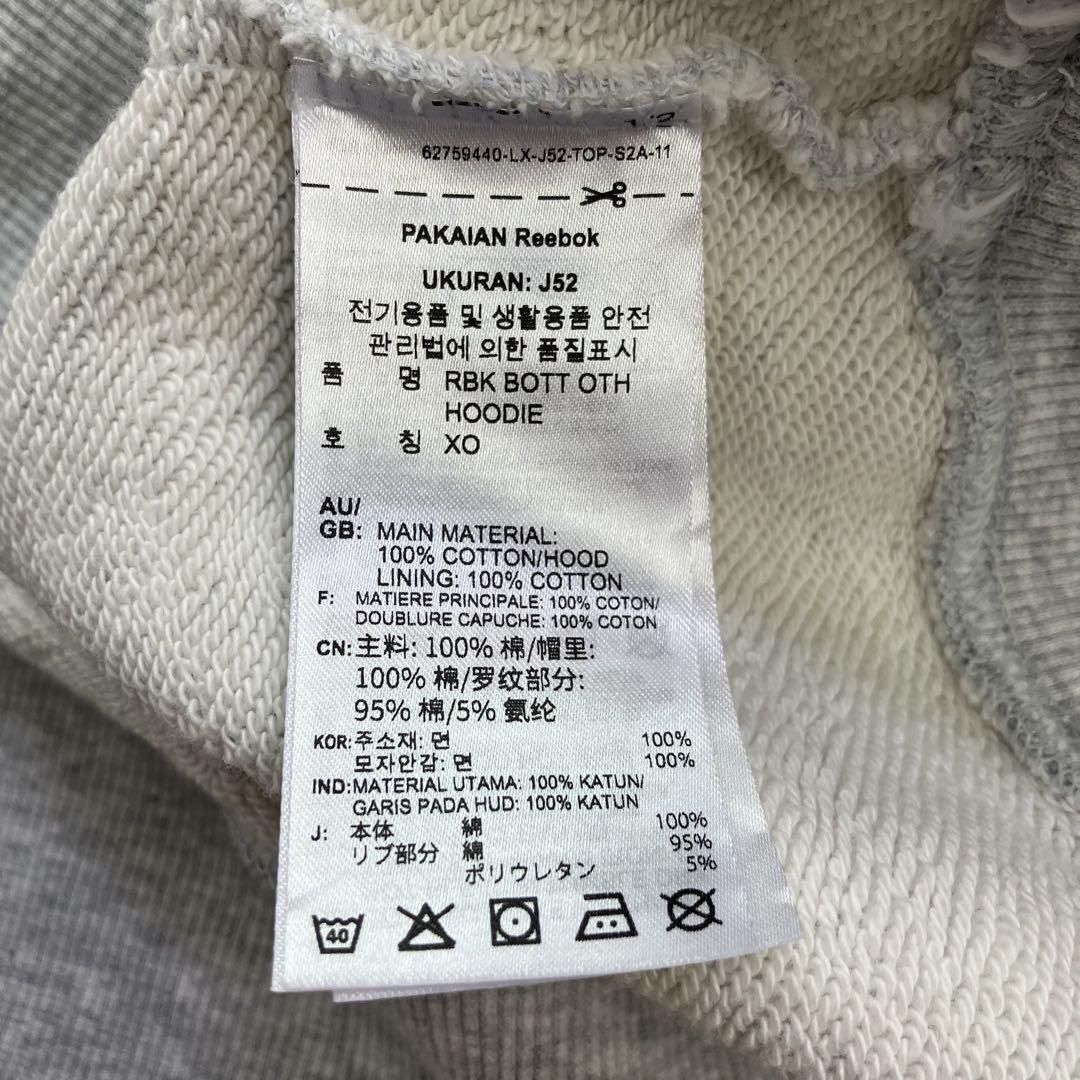 62759440-LX-J52-TOP-S2A-11
PAKAIAN Reebok
UKURAN: J52
전기용품 및 생활용품 안전
관리법에 의한 품질표시
품 명 RBK BOTT OTH
HOODIE
호 칭 XO
AU/
GB: MAIN MATERIAL:
100% COTTON/HOOD
LINING: 100% COTTON
F: MATIERE PRINCIPALE: 100% COTON/
DOUBLURE CAPUCHE: 100% COTON
CN: 主料: 100% 棉/帽里:
100% 棉/罗纹部分:
95% 棉/5% 氨纶
KOR: 주소재: 면 100%
모자안감: 면 100%
IND: MATERIAL UTAMA: 100% KATUN/
GARIS PADA HUD: 100% KATUN
J: 本体 綿 100%
リブ部分 綿 95%
ポリウレタン 5%
40